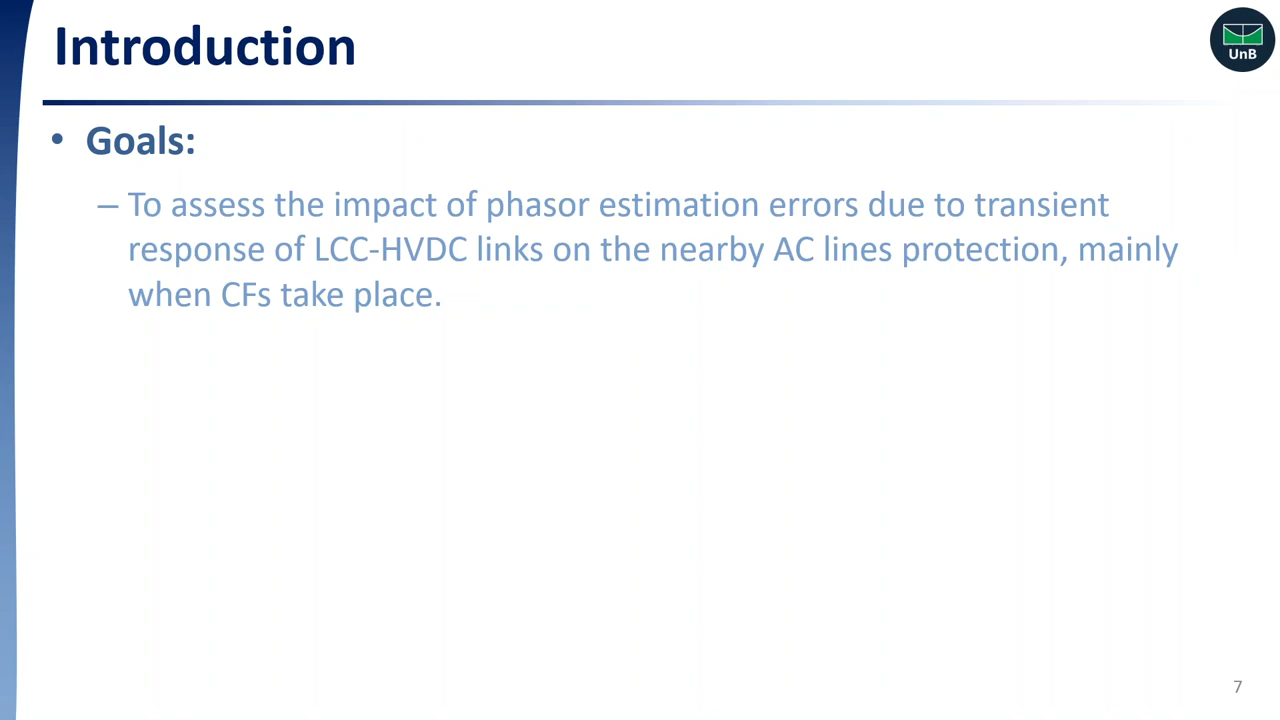 Introduction
UnB
• Goals:
– To assess the impact of phasor estimation errors due to transient
response of LCC-HVDC links on the nearby AC lines protection, mainly
when CFs take place.
7